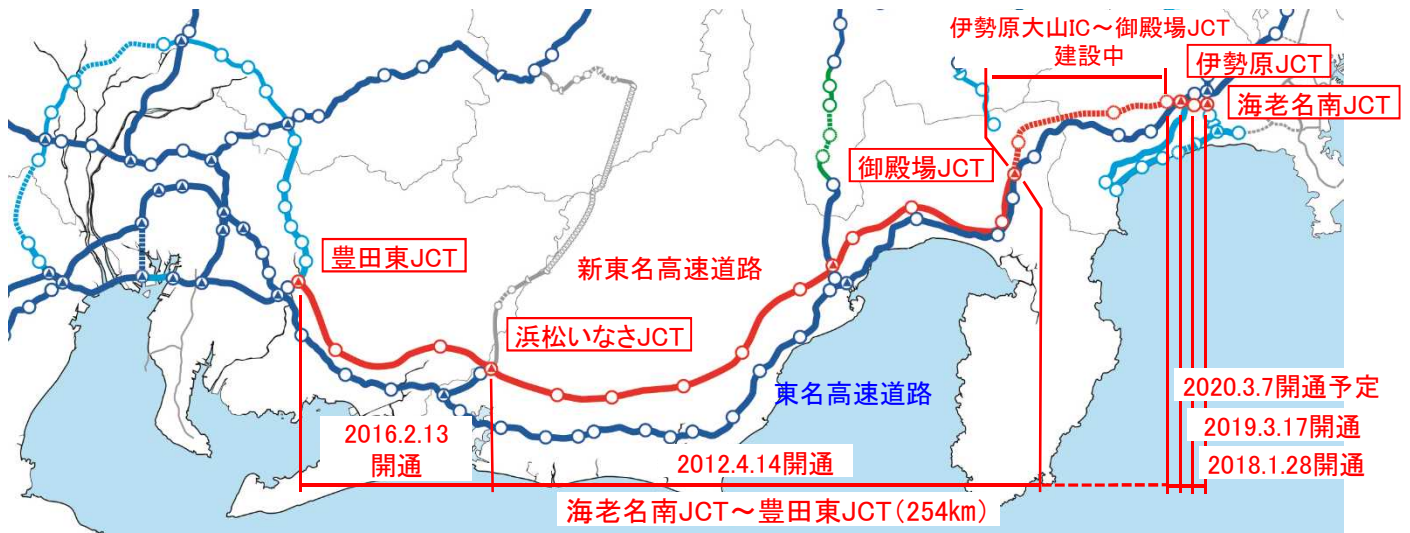 伊勢原大山IC～御殿場JCT
建設中
伊勢原JCT
海老名南JCT
御殿場JCT
豊田東JCT
新東名高速道路
浜松いなさJCT
東名高速道路
2020.3.7開通予定
2016.2.13
開通
2019.3.17開通
2012.4.14開通
2018.1.28開通
海老名南JCT～豊田東JCT(254km)